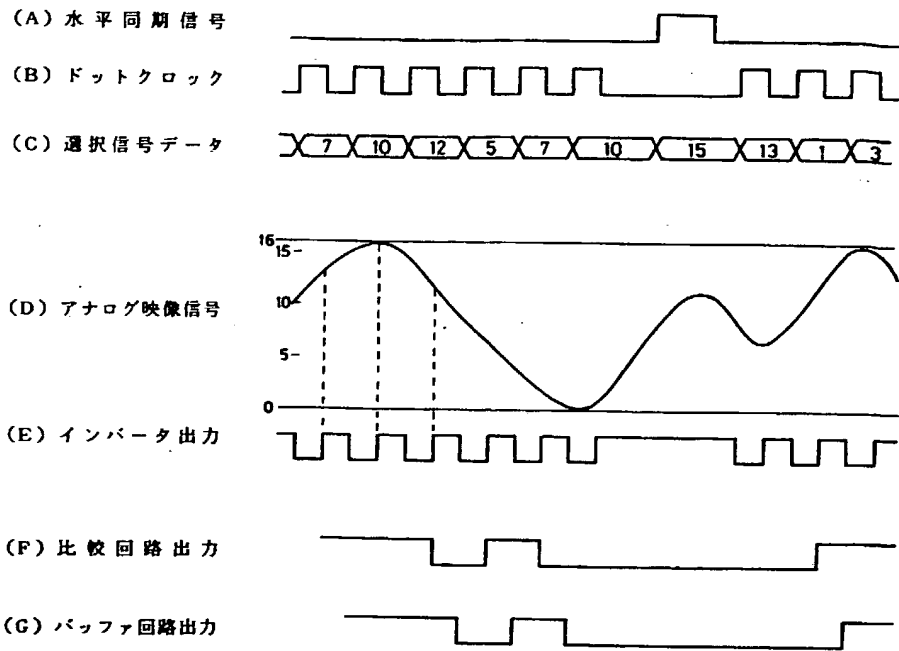 (A) 水平同期信号
(B) ドットクロック
(C) 選択信号データ
7 10 12 5 7 10 15 13 1 3
16
15
(D) アナログ映像信号
10
5
0
(E) インバータ出力
(F) 比較回路出力
(G) バッファ回路出力